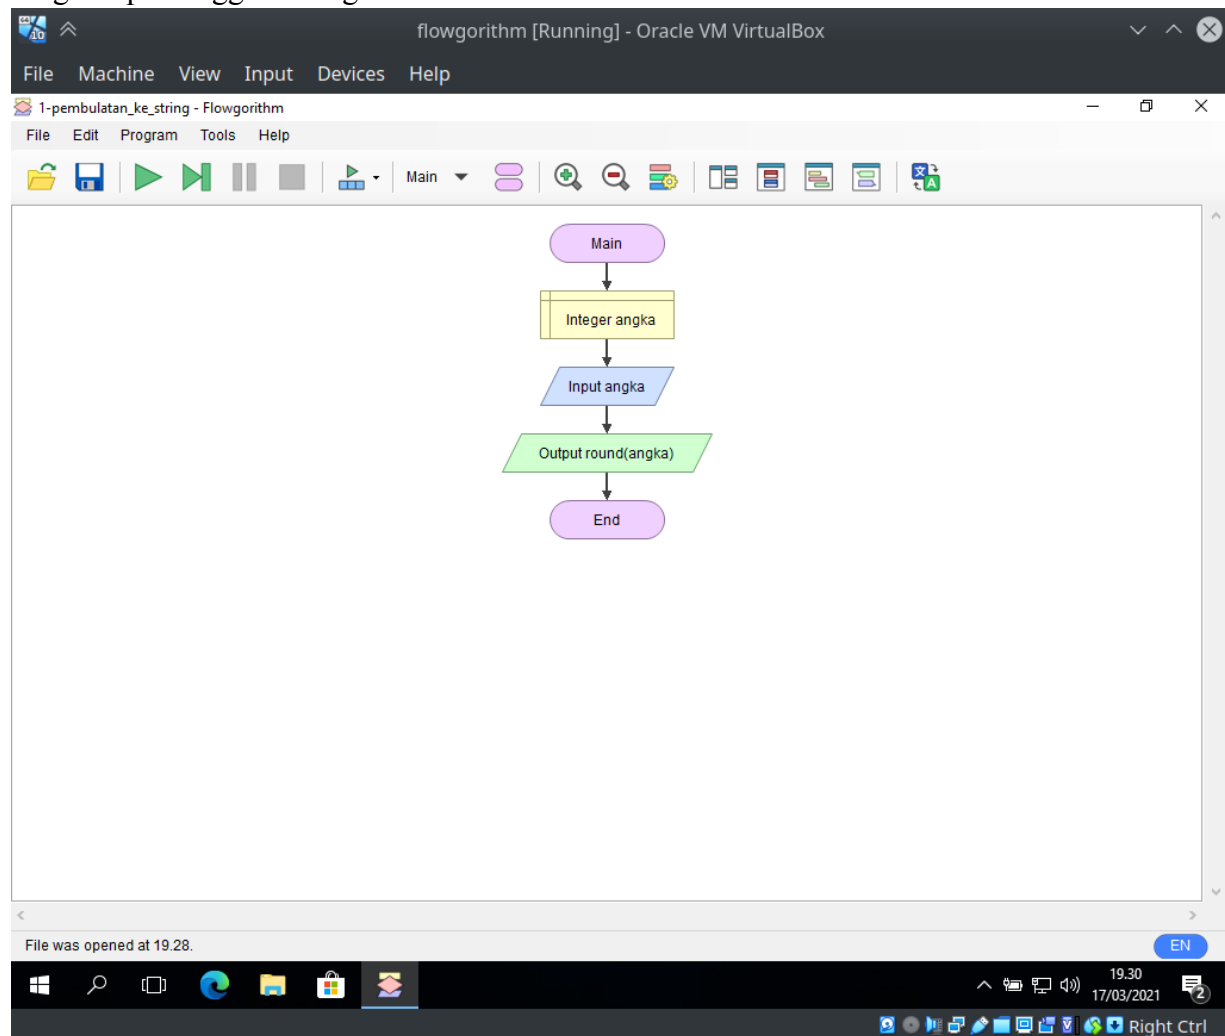 flowgorithm [Running] - Oracle VM VirtualBox
File Machine View Input Devices Help
1-pembulatan_ke_string - Flowgorithm
File Edit Program Tools Help
Main
Main
Integer angka
Input angka
Output round(angka)
End
File was opened at 19.28.
EN
19.30
17/03/2021
2
Right Ctrl